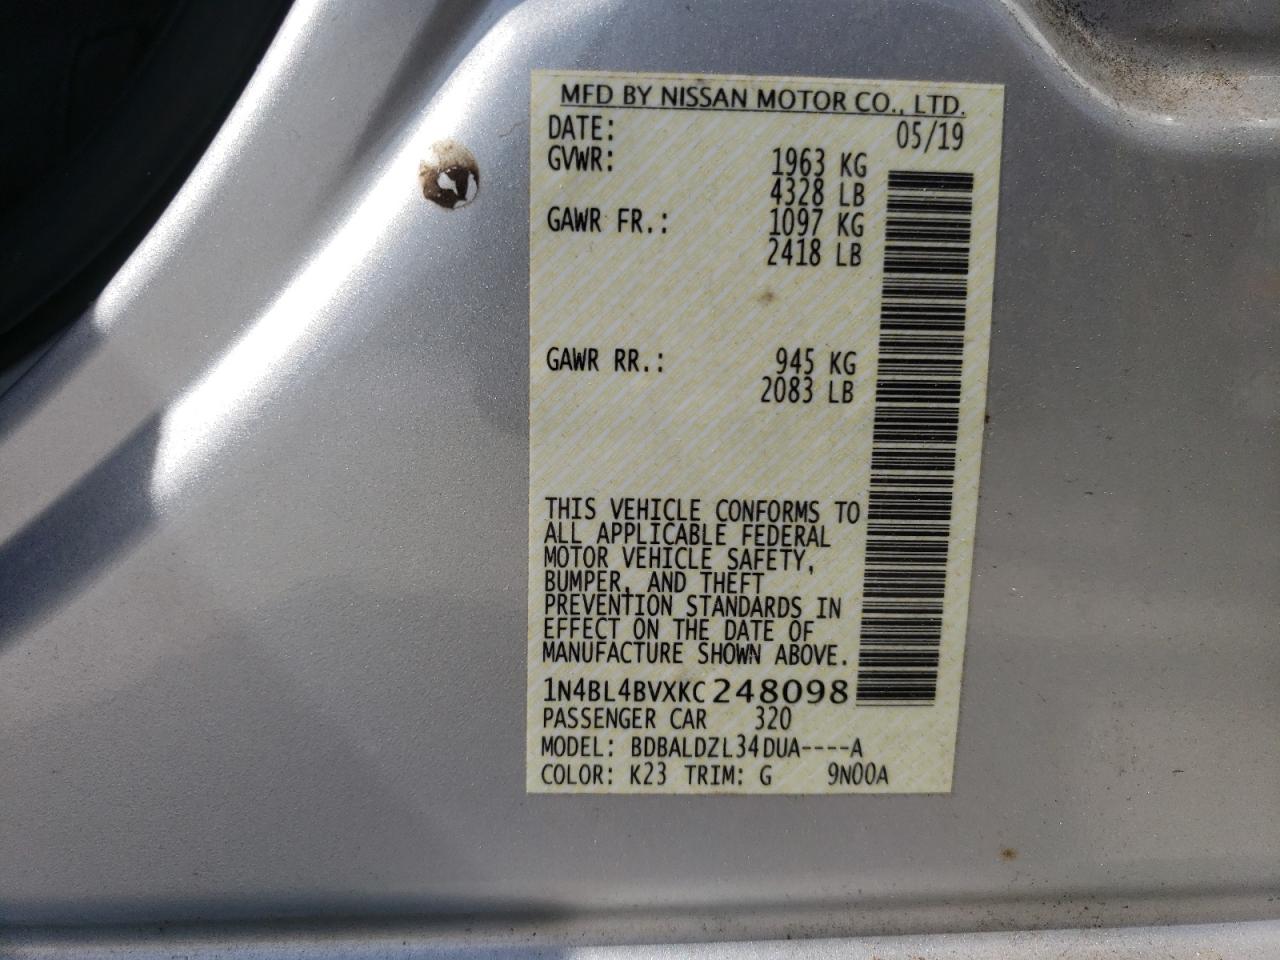 MFD BY NISSAN MOTOR CO., LTD.
DATE: 05/19
GVWR: 1963 KG
4328 LB
GAWR FR.: 1097 KG
2418 LB
GAWR RR.: 945 KG
2083 LB
THIS VEHICLE CONFORMS TO
ALL APPLICABLE FEDERAL
MOTOR VEHICLE SAFETY,
BUMPER, AND THEFT
PREVENTION STANDARDS IN
EFFECT ON THE DATE OF
MANUFACTURE SHOWN ABOVE.
1N4BL4BVXKC248098
PASSENGER CAR 320
MODEL: BDBALDZL34DUA----A
COLOR: K23 TRIM: G 9N00A